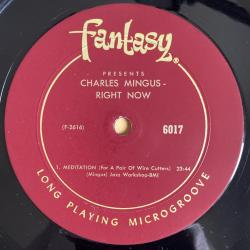 Fantasy®
PRESENTS
CHARLES MINGUS -
RIGHT NOW
(F-2616) 6017
1. MEDITATION (For A Pair Of Wire Cutters) 23:44
(Mingus) Jazz Workshop-BMI
LONG PLAYING MICROGROOVE